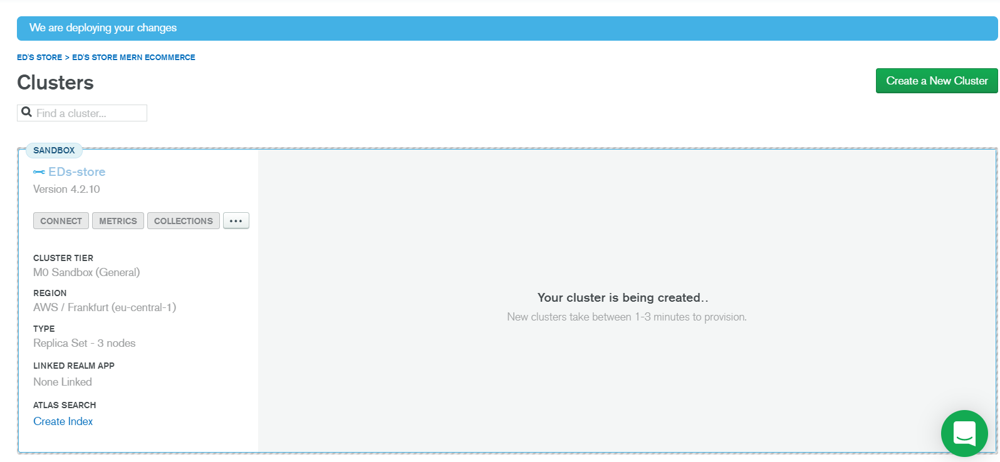 We are deploying your changes
ED'S STORE > ED'S STORE MERN ECOMMERCE
Clusters
Create a New Cluster
Find a cluster...
SANDBOX
EDs-store
Version 4.2.10
CONNECT METRICS COLLECTIONS ...
CLUSTER TIER
M0 Sandbox (General)
REGION
AWS / Frankfurt (eu-central-1)
TYPE
Replica Set - 3 nodes
LINKED REALM APP
None Linked
ATLAS SEARCH
Create Index
Your cluster is being created..
New clusters take between 1-3 minutes to provision.